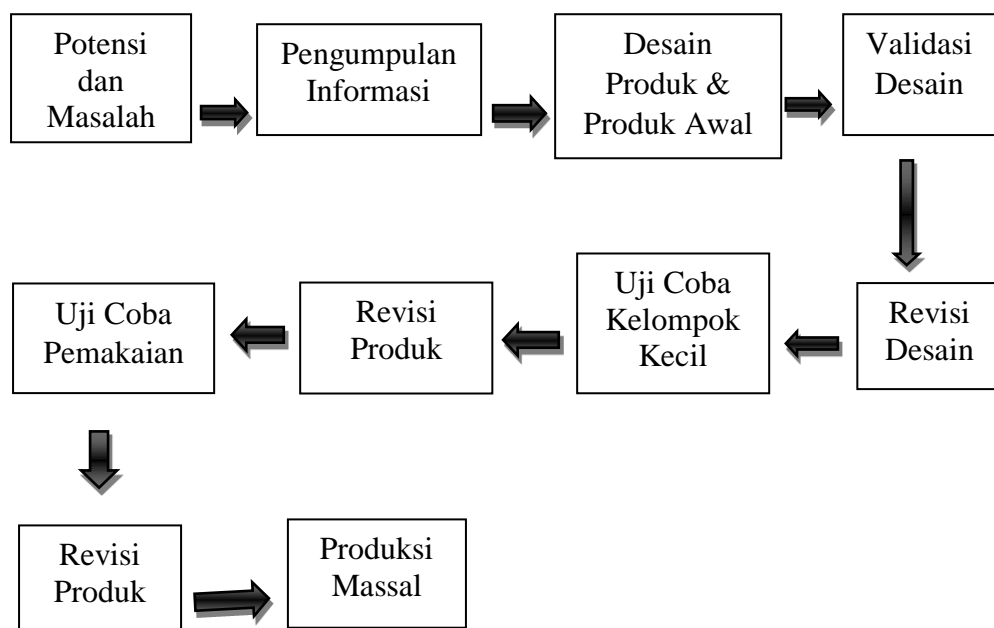 Potensi
dan
Masalah
Pengumpulan
Informasi
Desain
Produk &
Produk Awal
Validasi
Desain
Revisi
Desain
Uji Coba
Kelompok
Kecil
Revisi
Produk
Uji Coba
Pemakaian
Revisi
Produk
Produksi
Massal